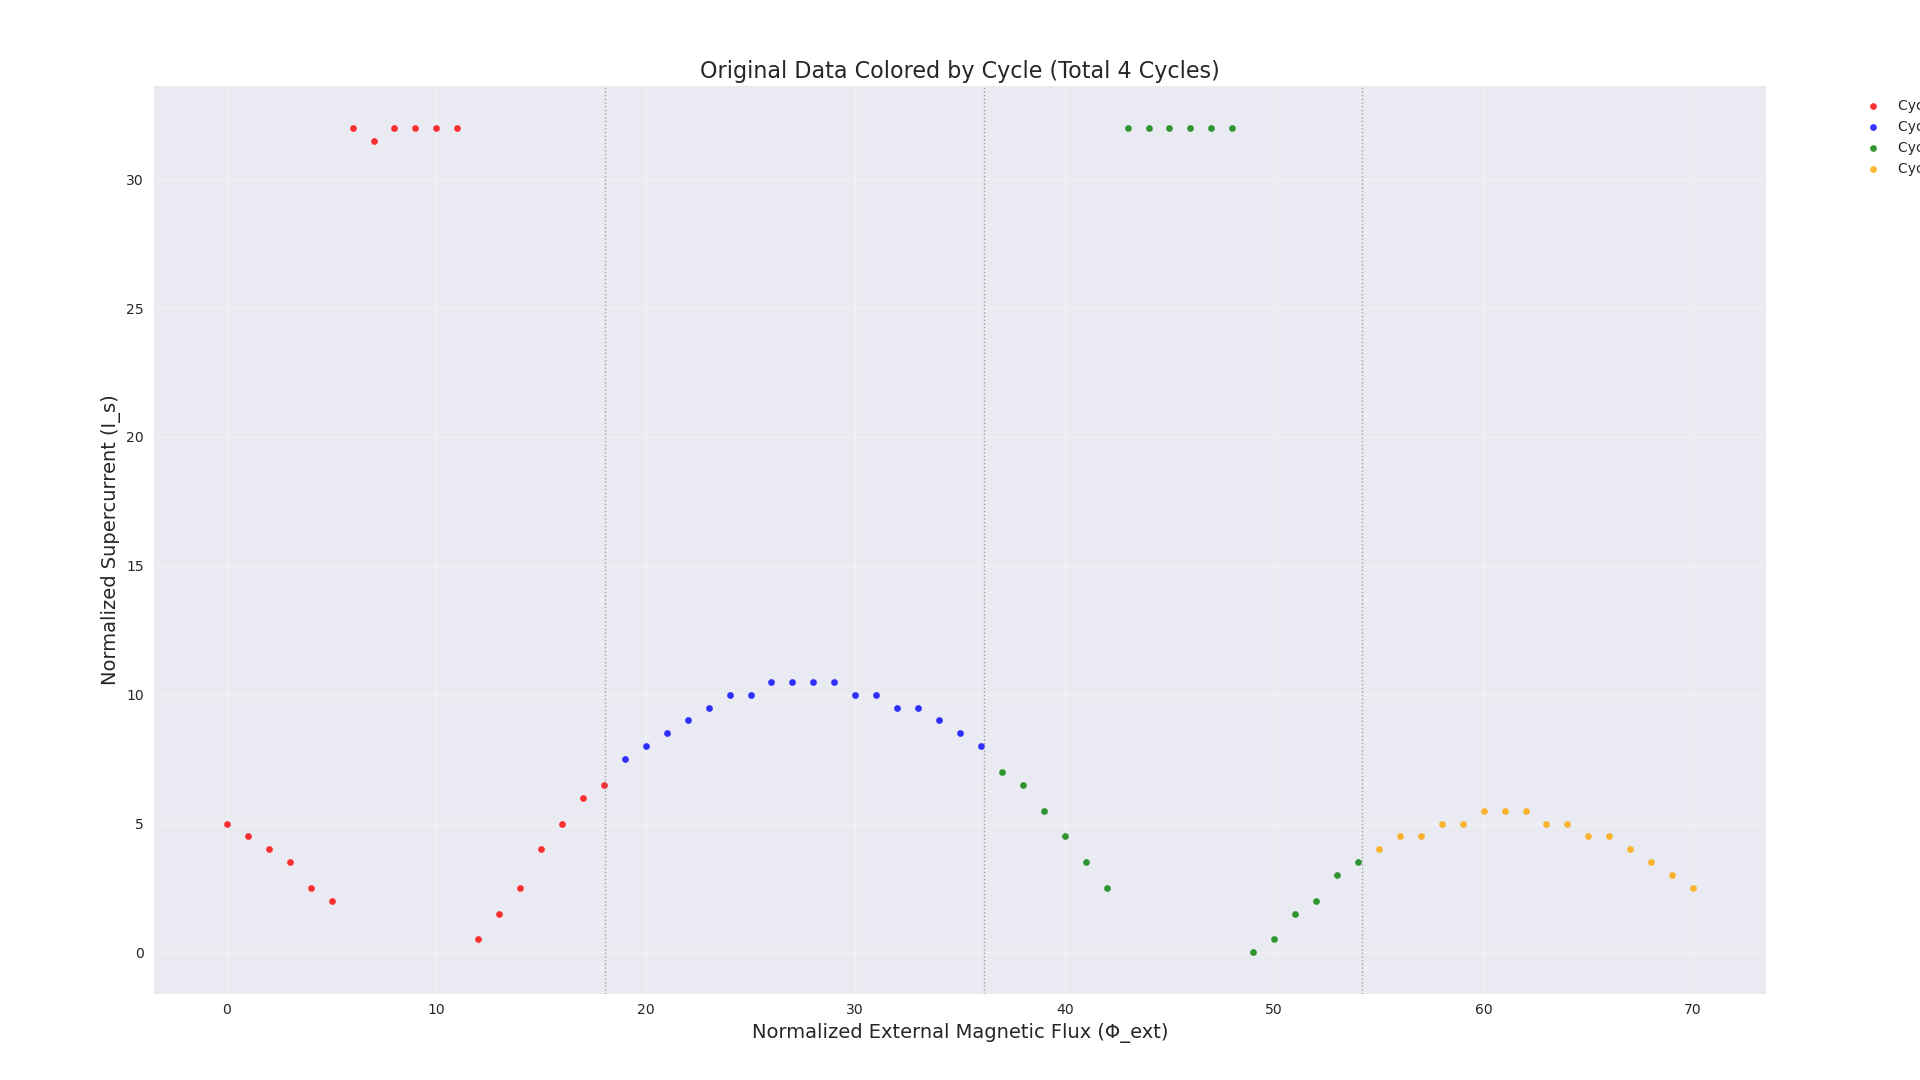 Original Data Colored by Cycle (Total 4 Cycles)
Cyc
Cyc
Cyc
Cyc
30
25
20
15
10
5
0
Normalized Supercurrent (I_s)
0 10 20 30 40 50 60 70
Normalized External Magnetic Flux (Φ_ext)